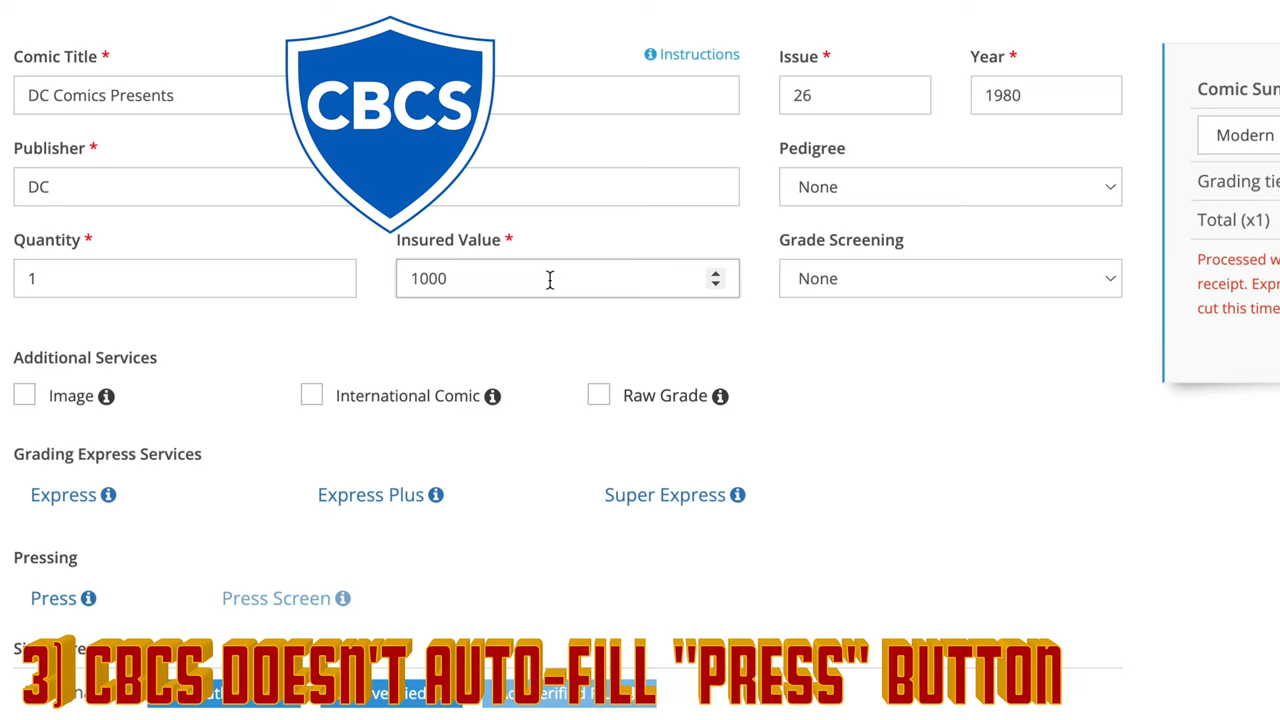 Comic Title *
Instructions
Issue *
Year *
DC Comics Presents
26
1980
CBCS
Publisher *
Pedigree
DC
None
Quantity *
Insured Value *
Grade Screening
1
1000
None
Comic Sum
Modern
Grading tie
Total (x1)
Processed w
receipt. Expr
cut this time
Additional Services
Image
International Comic
Raw Grade
Grading Express Services
Express
Express Plus
Super Express
Pressing
Press
Press Screen
3) CBCS DOESN'T AUTO-FILL "PRESS" BUTTON